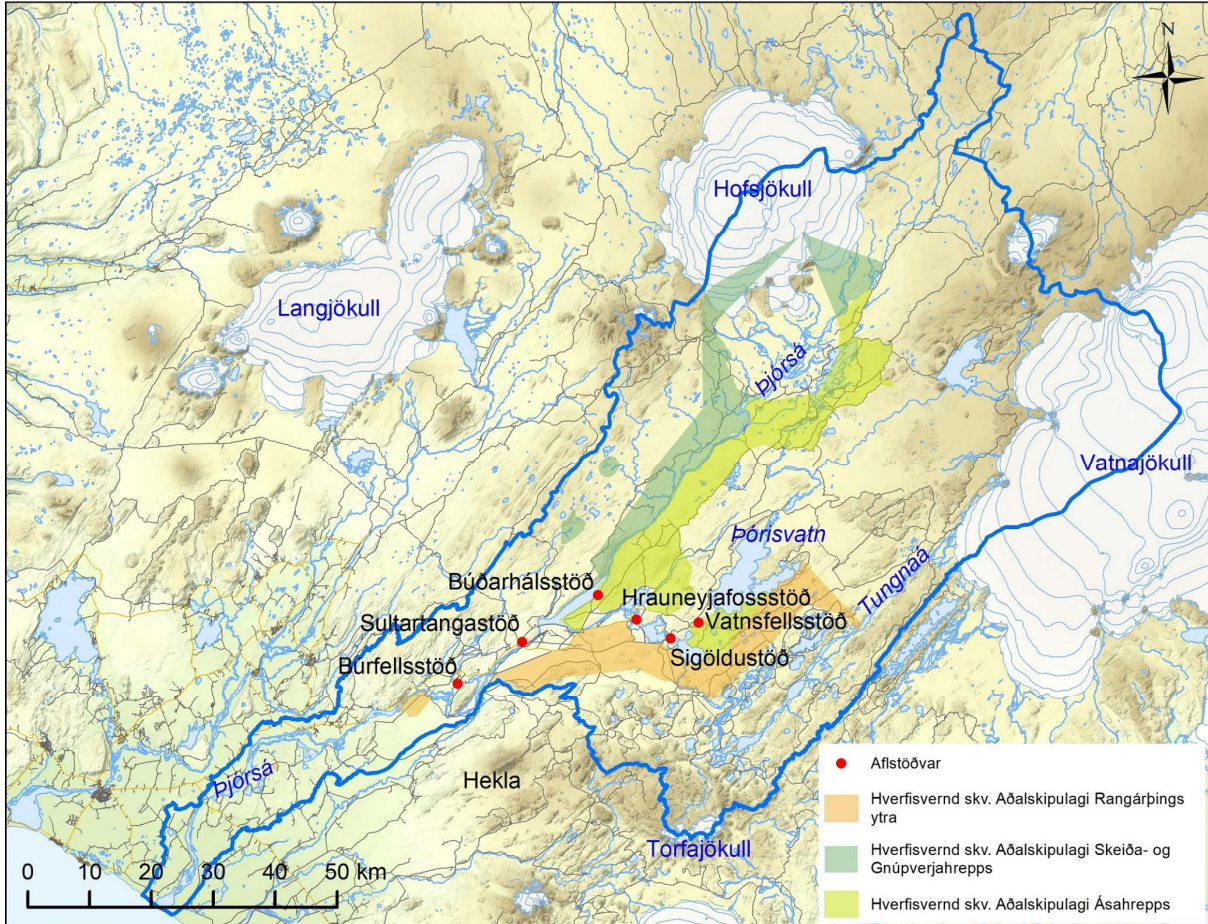 N
Hofsjökull
Langjökull
Þjórsá
Vatnajökull
Þórisvatn
Tungnaá
Búðarhálsstöð
Hrauneyjafossstöð
Sultartangastöð
Vatnsfellsstöð
Sigöldustöð
Búrfellsstöð
Þjórsá
Hekla
Torfajökull
0 10 20 30 40 50 km
Aflstöðvar
Hverfisvernd skv. Aðalskipulagi Rangárþings
ytra
Hverfisvernd skv. Aðalskipulagi Skeiða- og
Gnúpverjahrepps
Hverfisvernd skv. Aðalskipulagi Ásahrepps